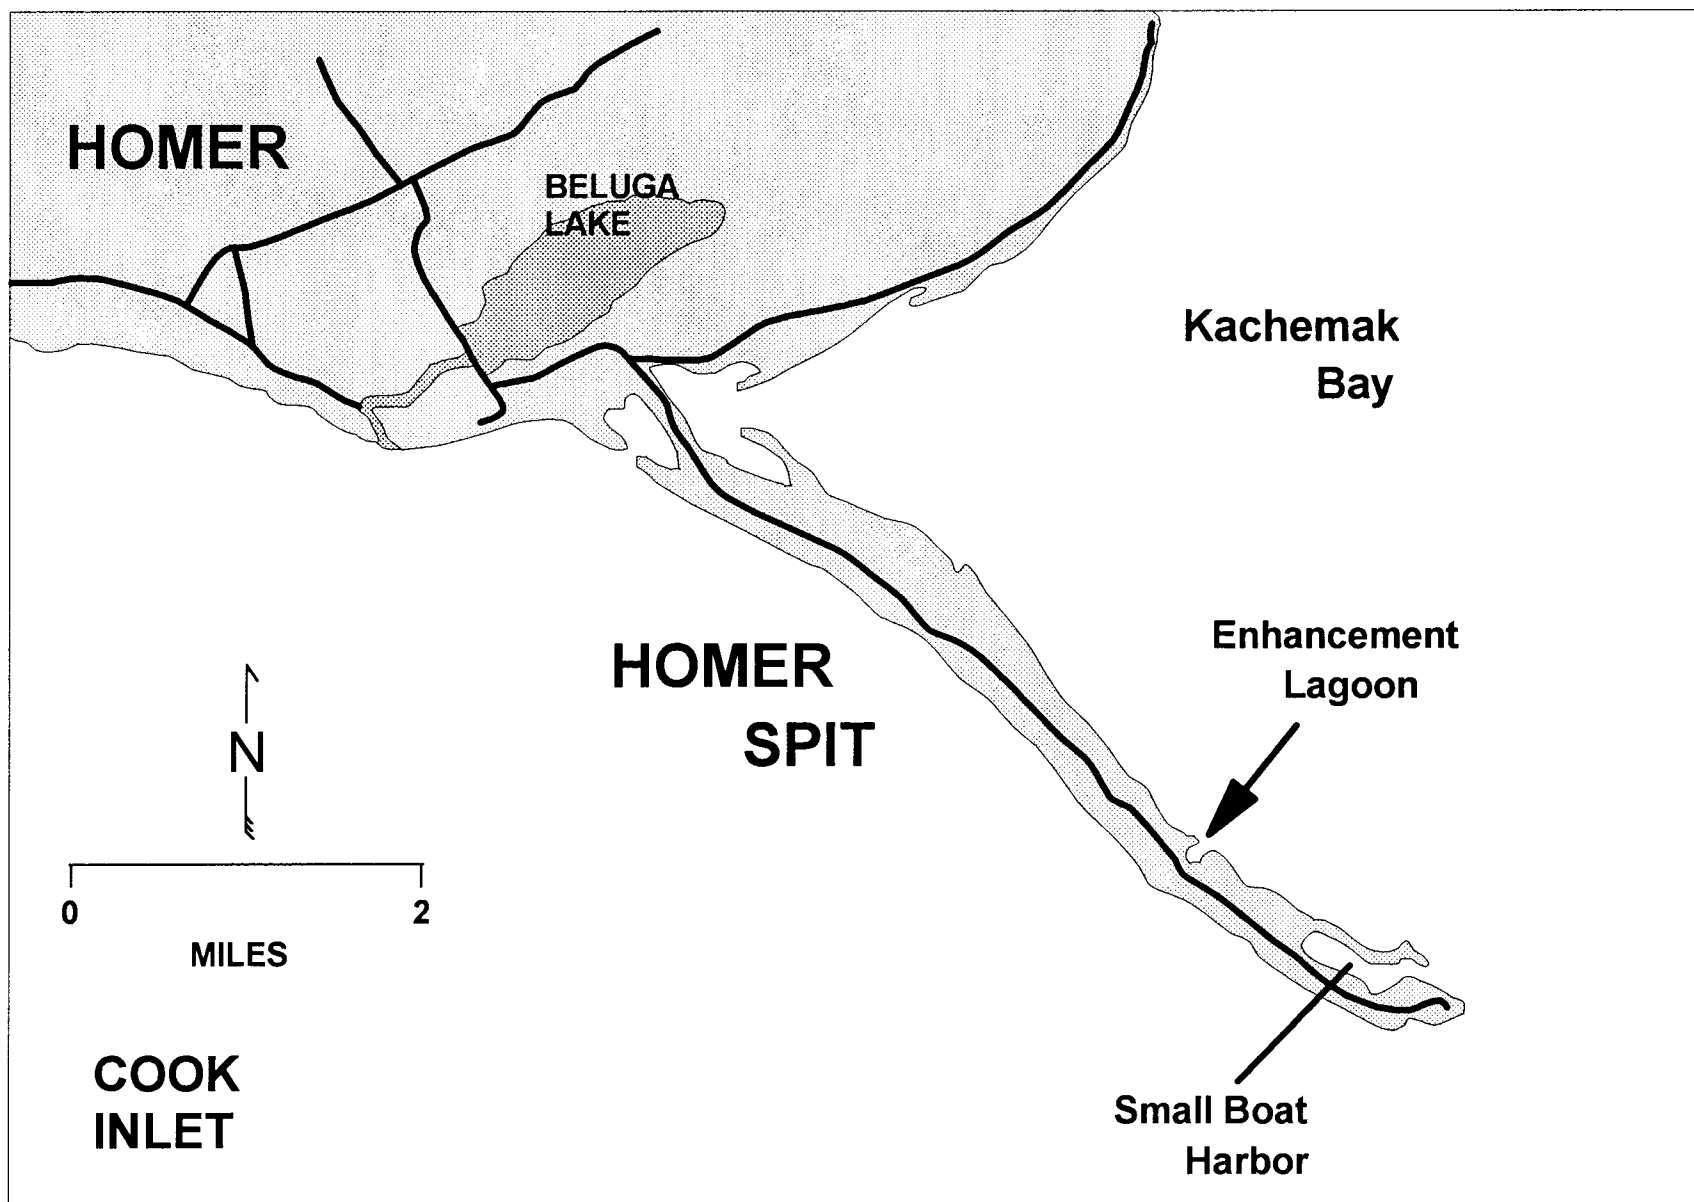 HOMER
BELUGA
LAKE
Kachemak
Bay
Enhancement
Lagoon
HOMER
SPIT
N
0 2
MILES
COOK
INLET
Small Boat
Harbor